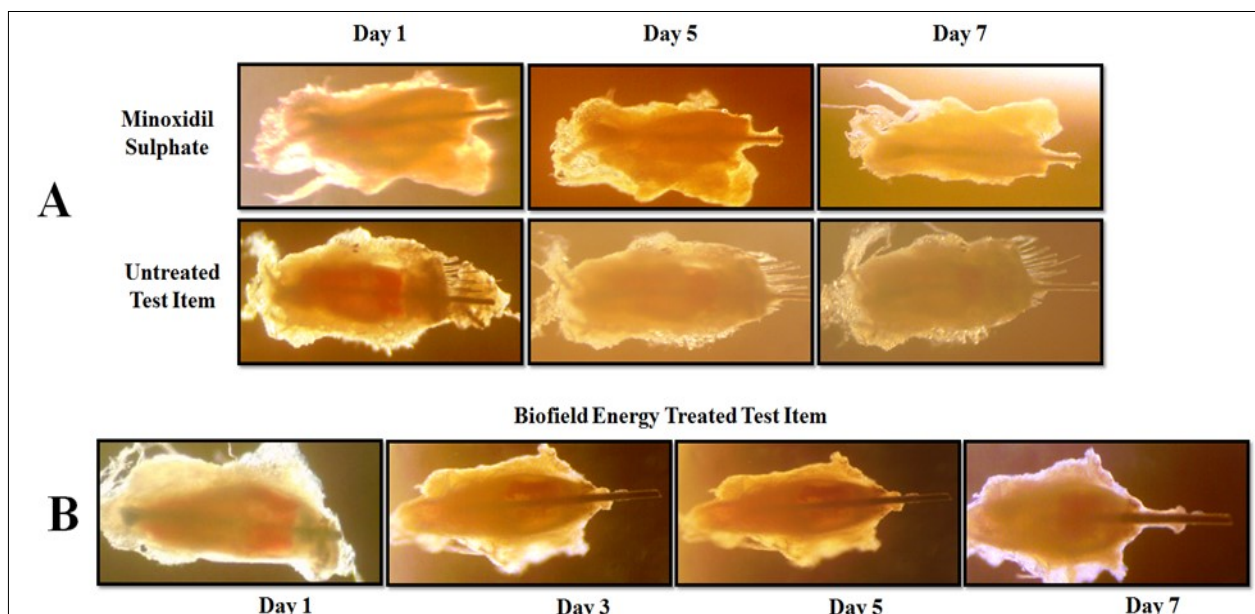 Day 1 Day 5 Day 7
A
Minoxidil
Sulphate
Untreated
Test Item
Biofield Energy Treated Test Item
B
Day 1 Day 3 Day 5 Day 7